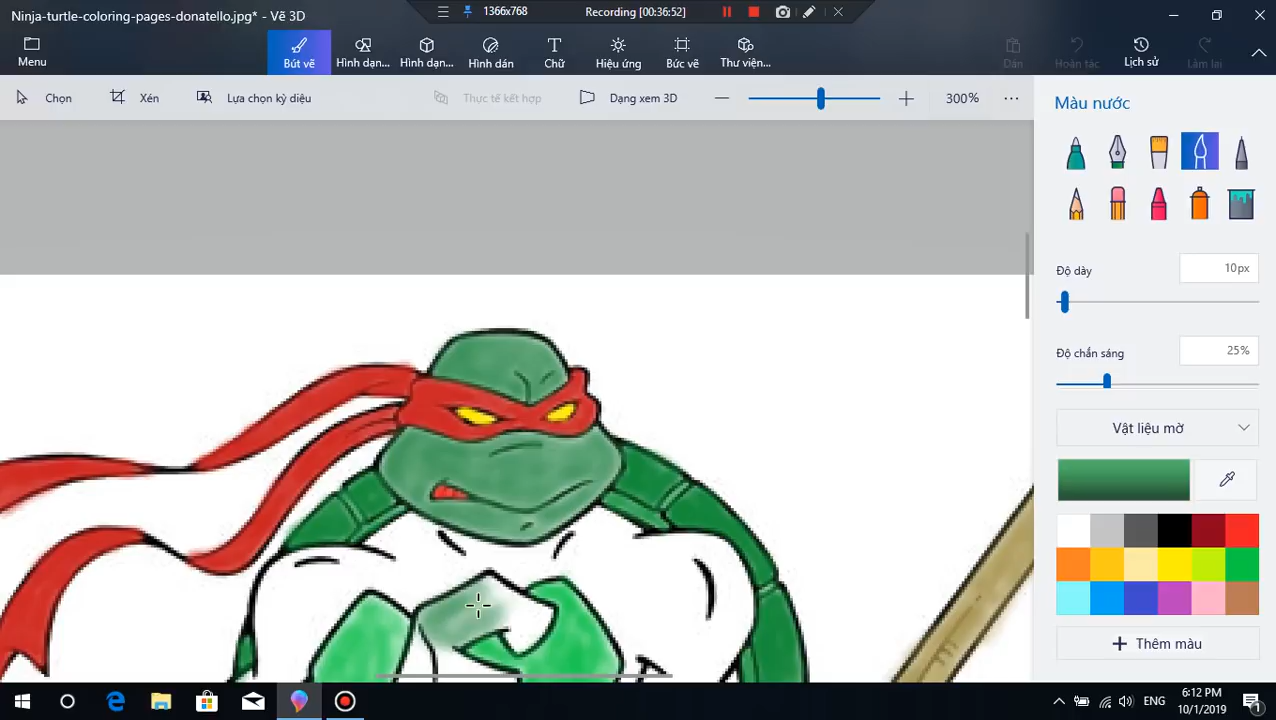 Ninja-turtle-coloring-pages-donatello.jpg* - Vẽ 3D
1366x768
Recording [00:36:52]
Menu
Bút vẽ
Hình dạn...
Hình dạn...
Hình dán
Chữ
Hiệu ứng
Bức vẽ
Thư viện...
Dán
Hoàn tác
Lịch sử
Làm lại
Chọn
Xén
Lựa chọn kỳ diệu
Thực tế kết hợp
Dạng xem 3D
300%
Màu nước
Độ dày
10px
Độ chắn sáng
25%
Vật liệu mờ
Thêm màu
ENG
6:12 PM
10/1/2019
1